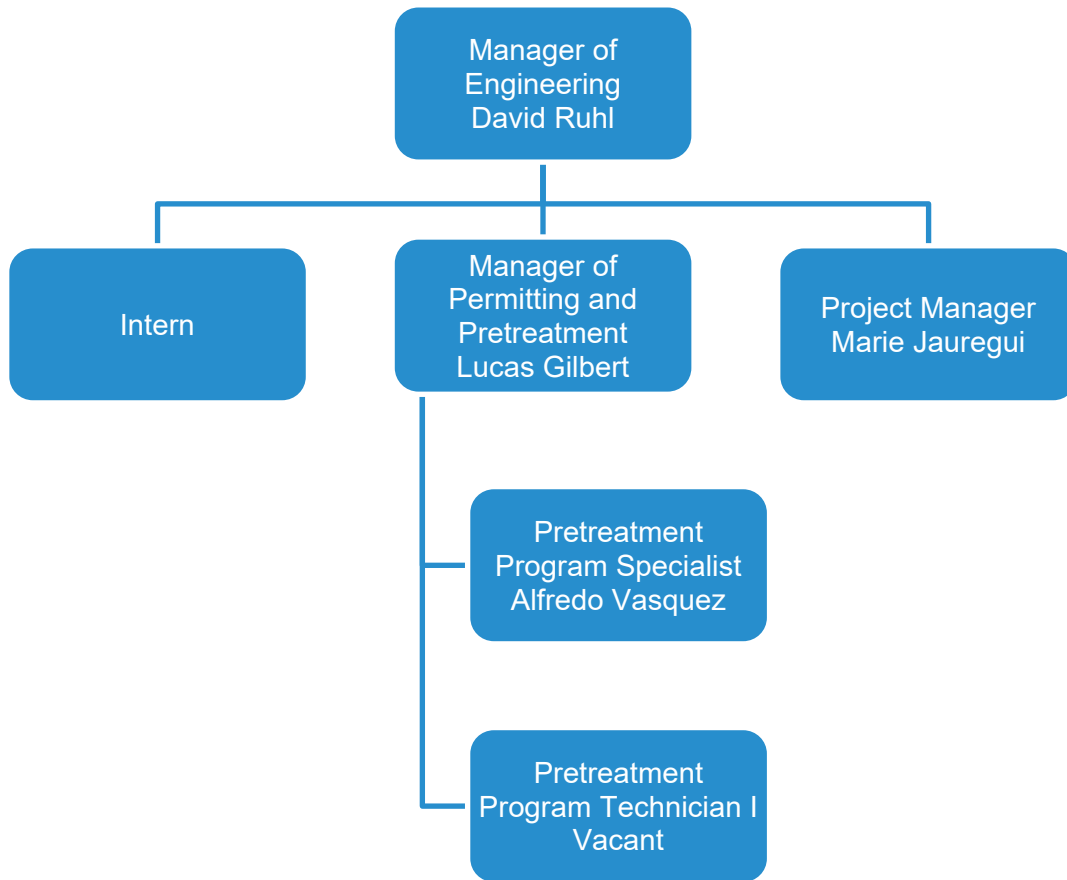 Manager of
Engineering
David Ruhl
Intern
Manager of
Permitting and
Pretreatment
Lucas Gilbert
Project Manager
Marie Jauregui
Pretreatment
Program Specialist
Alfredo Vasquez
Pretreatment
Program Technician I
Vacant